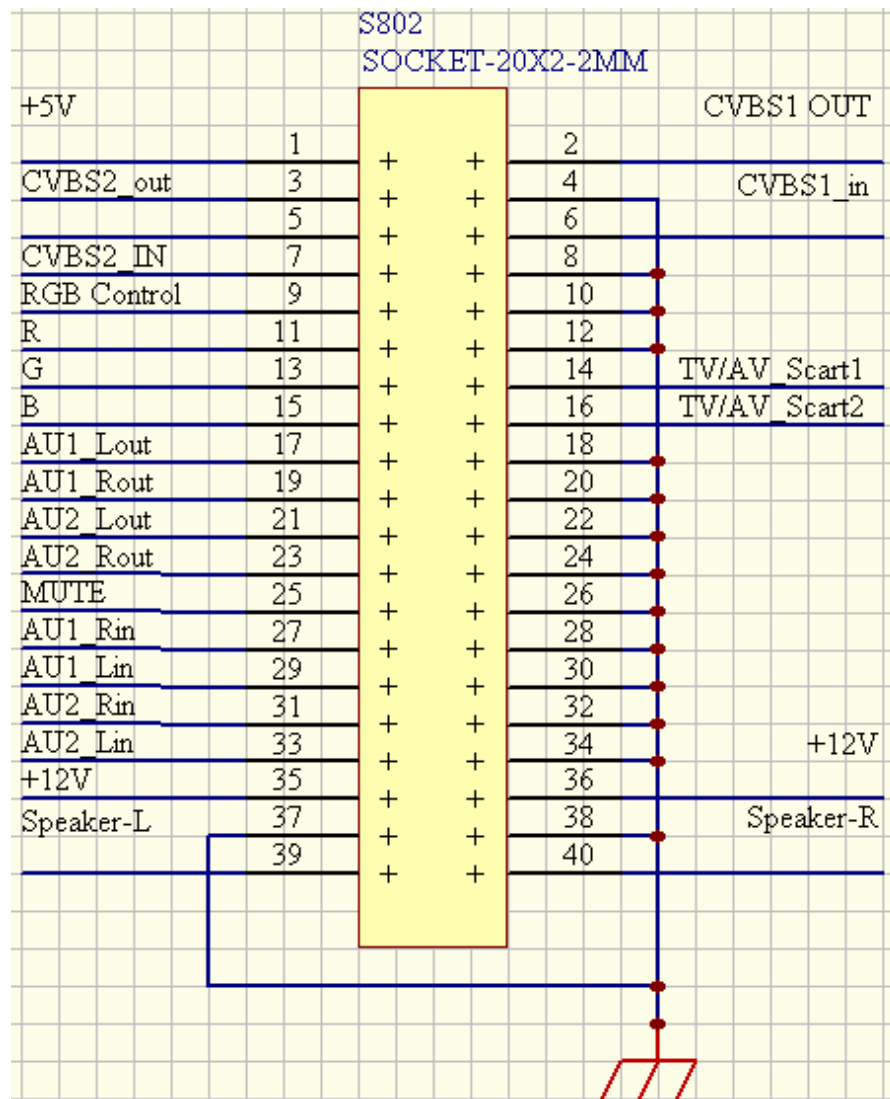 S802
SOCKET-20X2-2MM
+5V CVBS1 OUT
1 2
CVBS2_out 3 4 CVBS1_in
5 6
CVBS2_IN 7 8
RGB Control 9 10
R 11 12
G 13 14 TV/AV_Scart1
B 15 16 TV/AV_Scart2
AU1_Lout 17 18
AU1_Rout 19 20
AU2_Lout 21 22
AU2_Rout 23 24
MUTE 25 26
AU1_Rin 27 28
AU1_Lin 29 30
AU2_Rin 31 32
AU2_Lin 33 34 +12V
+12V 35 36
Speaker-L 37 38 Speaker-R
39 40